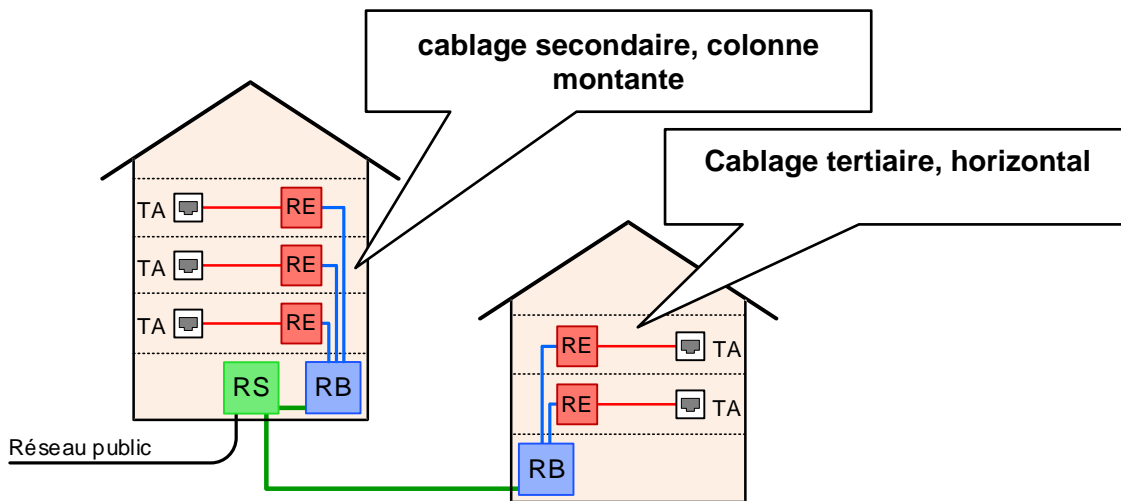 cablage secondaire, colonne
montante
Cablage tertiaire, horizontal
TA RE
TA RE
TA RE
RS RB
Réseau public
RE TA
RE TA
RB